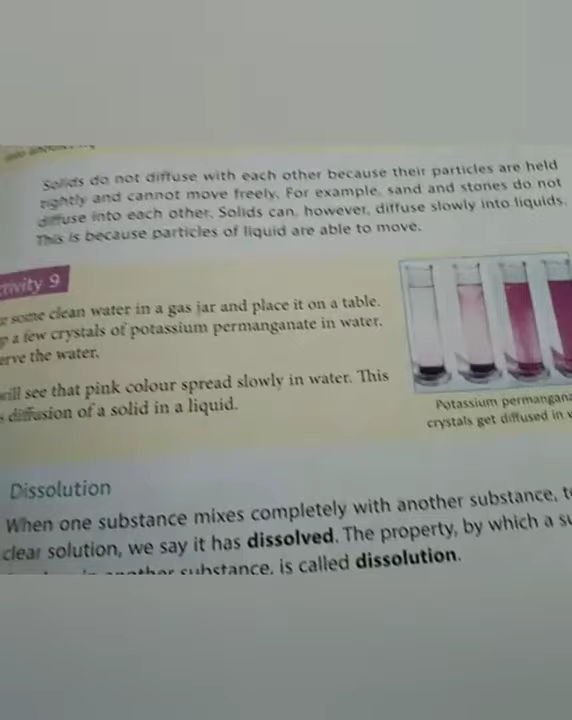 Solids do not diffuse with each other because their particles are held
tightly and cannot move freely. For example, sand and stones do not
diffuse into each other. Solids can, however, diffuse slowly into liquids.
This is because particles of liquid are able to move.
ctivity 9
some clean water in a gas jar and place it on a table.
p a few crystals of potassium permanganate in water.
erve the water.
will see that pink colour spread slowly in water. This
s diffusion of a solid in a liquid.
Potassium permangana
crystals get diffused in w
Dissolution
When one substance mixes completely with another substance, to
clear solution, we say it has dissolved. The property, by which a su
another substance, is called dissolution.